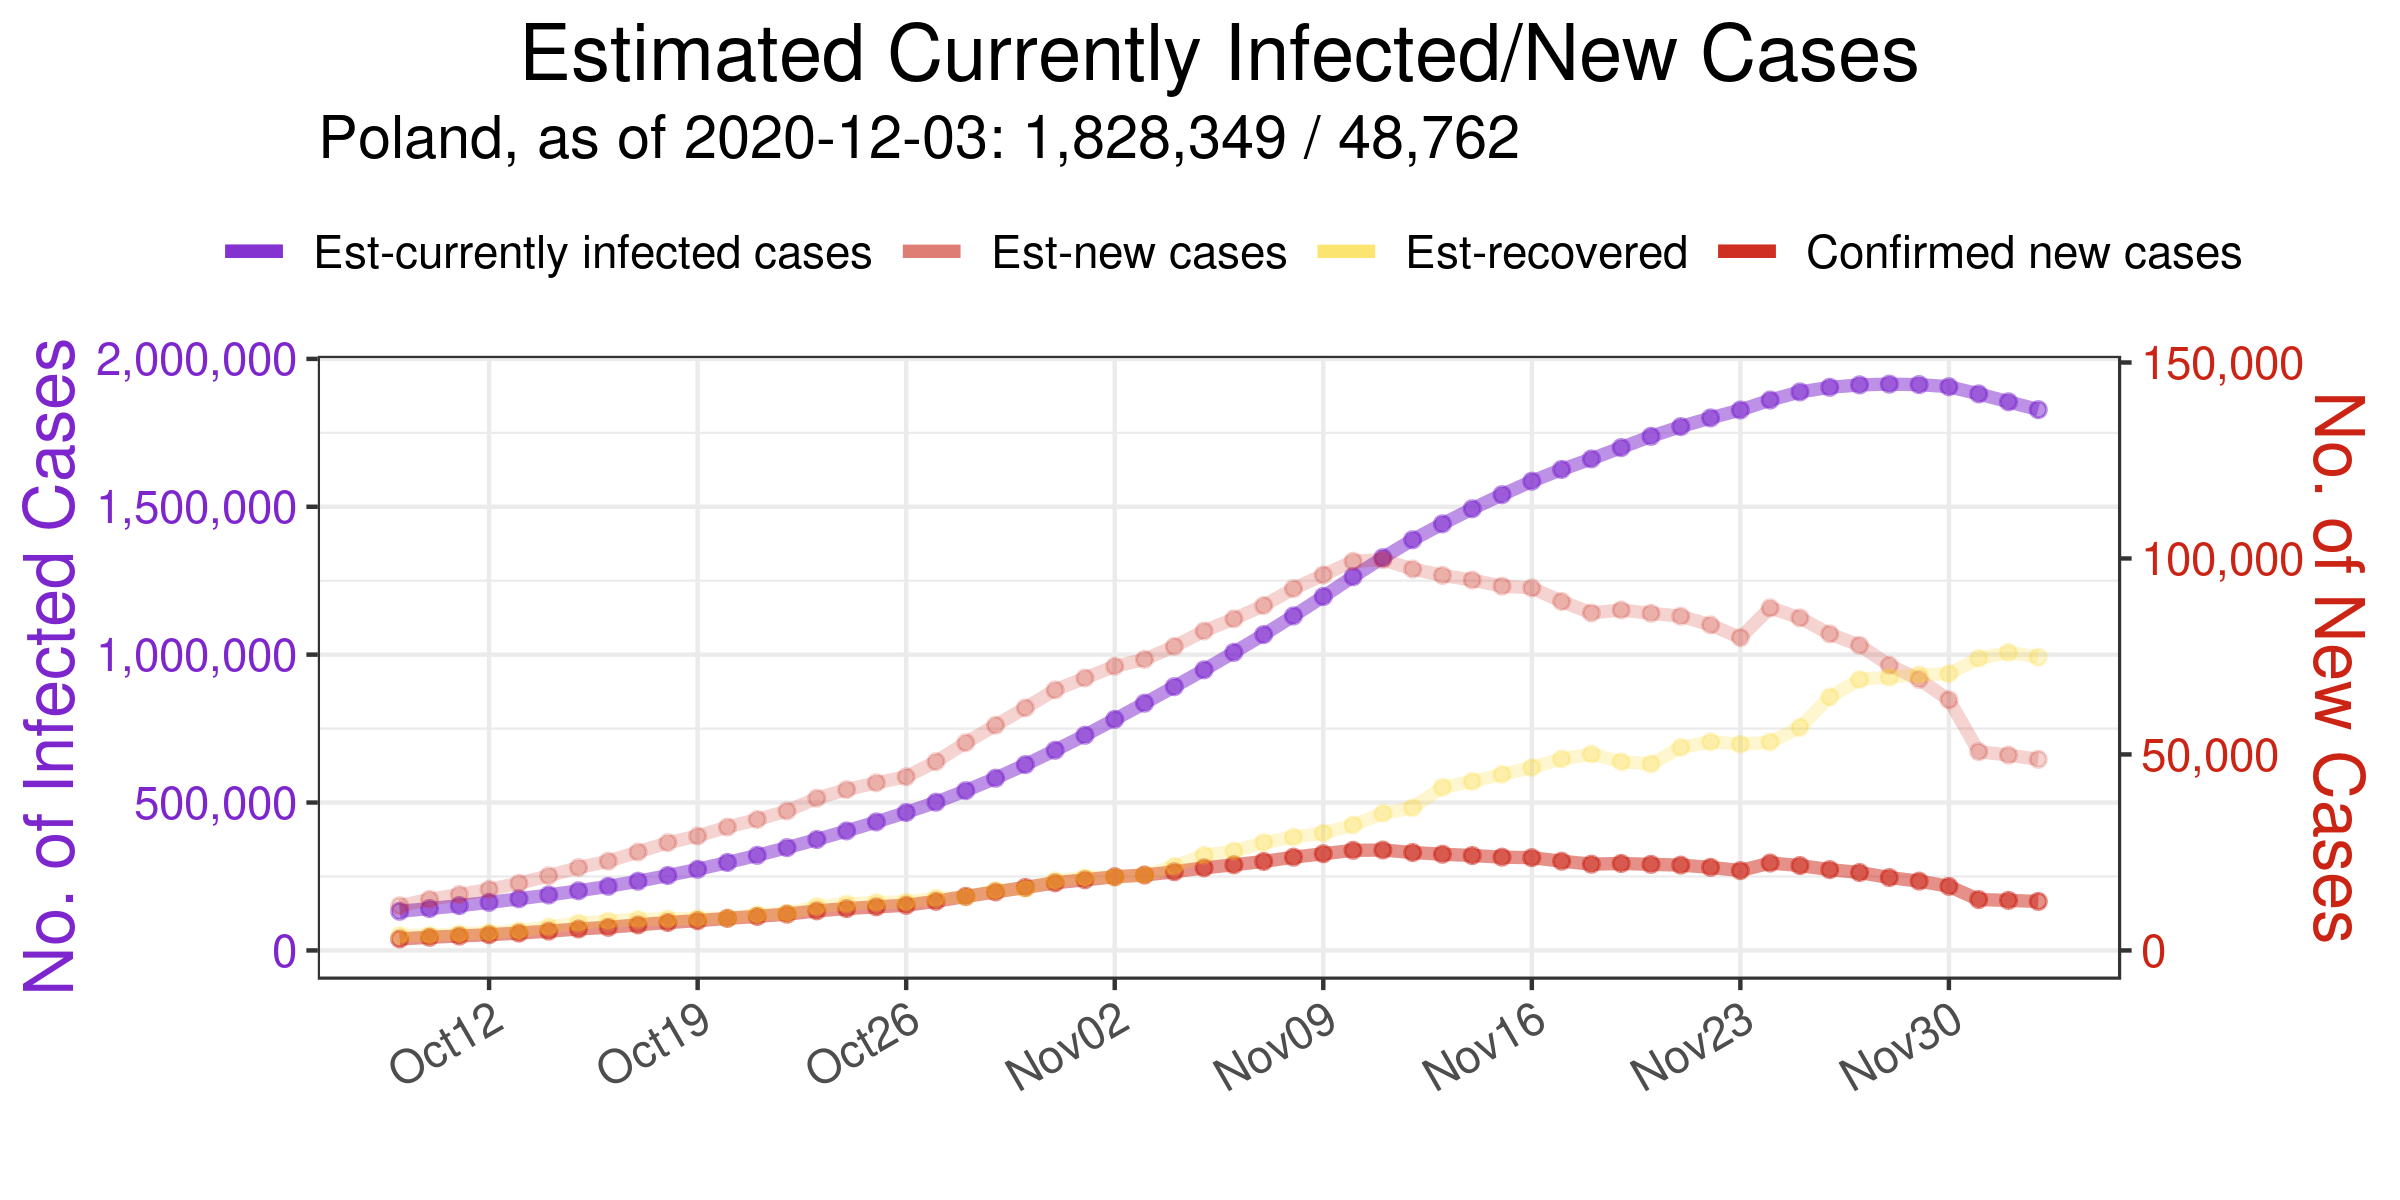 Estimated Currently Infected/New Cases
Poland, as of 2020-12-03: 1,828,349 / 48,762
Est-currently infected cases Est-new cases Est-recovered Confirmed new cases
No. of Infected Cases
2,000,000
1,500,000
1,000,000
500,000
0
150,000
100,000
50,000
0
No. of New Cases
Oct12 Oct19 Oct26 Nov02 Nov09 Nov16 Nov23 Nov30